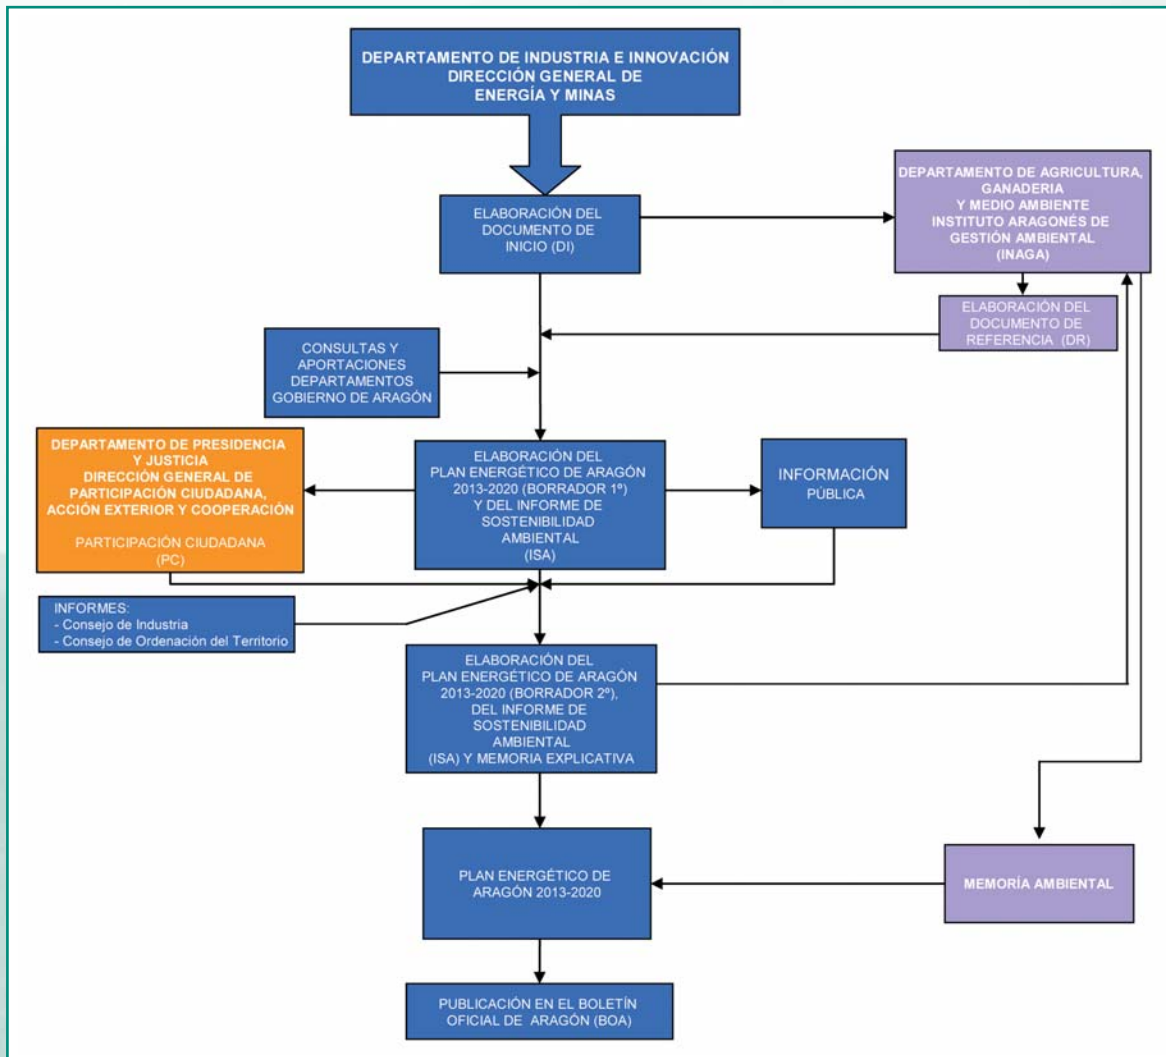 DEPARTAMENTO DE INDUSTRIA E INNOVACIÓN
DIRECCIÓN GENERAL DE
ENERGÍA Y MINAS
ELABORACIÓN DEL
DOCUMENTO DE
INICIO (DI)
DEPARTAMENTO DE AGRICULTURA,
GANADERIA
Y MEDIO AMBIENTE
INSTITUTO ARAGONÉS DE
GESTIÓN AMBIENTAL
(INAGA)
ELABORACIÓN DEL
DOCUMENTO DE
REFERENCIA (DR)
CONSULTAS Y
APORTACIONES
DEPARTAMENTOS
GOBIERNO DE ARAGÓN
DEPARTAMENTO DE PRESIDENCIA
Y JUSTICIA
DIRECCIÓN GENERAL DE
PARTICIPACIÓN CIUDADANA,
ACCIÓN EXTERIOR Y COOPERACIÓN
PARTICIPACIÓN CIUDADANA
(PC)
ELABORACIÓN DEL
PLAN ENERGÉTICO DE ARAGÓN
2013-2020 (BORRADOR 1º)
Y DEL INFORME DE
SOSTENIBILIDAD
AMBIENTAL
(ISA)
INFORMACIÓN
PÚBLICA
INFORMES:
- Consejo de Industria
- Consejo de Ordenación del Territorio
ELABORACIÓN DEL
PLAN ENERGÉTICO DE ARAGÓN
2013-2020 (BORRADOR 2º),
DEL INFORME DE
SOSTENIBILIDAD
AMBIENTAL
(ISA) Y MEMORIA EXPLICATIVA
PLAN ENERGÉTICO DE
ARAGÓN 2013-2020
MEMORÍA AMBIENTAL
PUBLICACIÓN EN EL BOLETÍN
OFICIAL DE ARAGÓN (BOA)